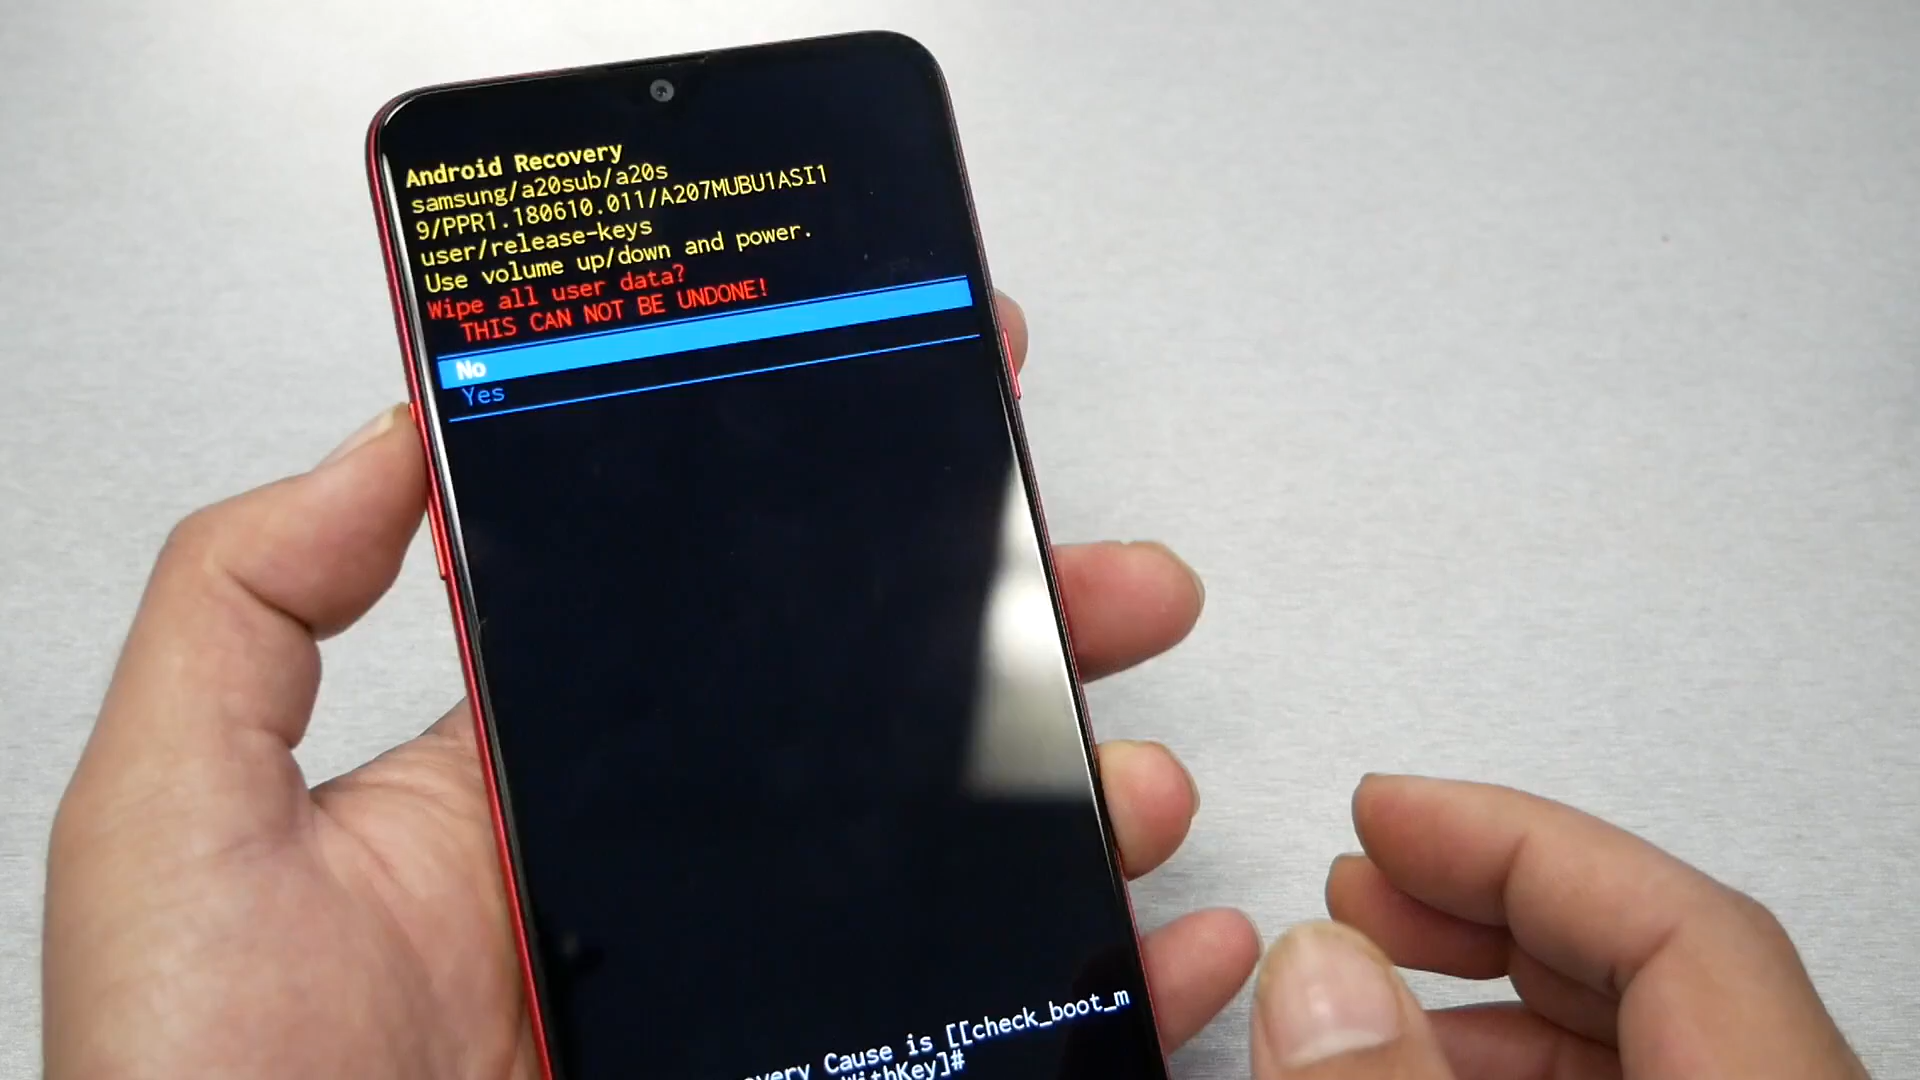 Android Recovery
samsung/a20sub/a20s
9/PPR1.180610.011/A207MUBU1ASI1
user/release-keys
Use volume up/down and power.
Wipe all user data?
THIS CAN NOT BE UNDONE!
No
Yes
Cause is [[check_boot_m
WithKey]#